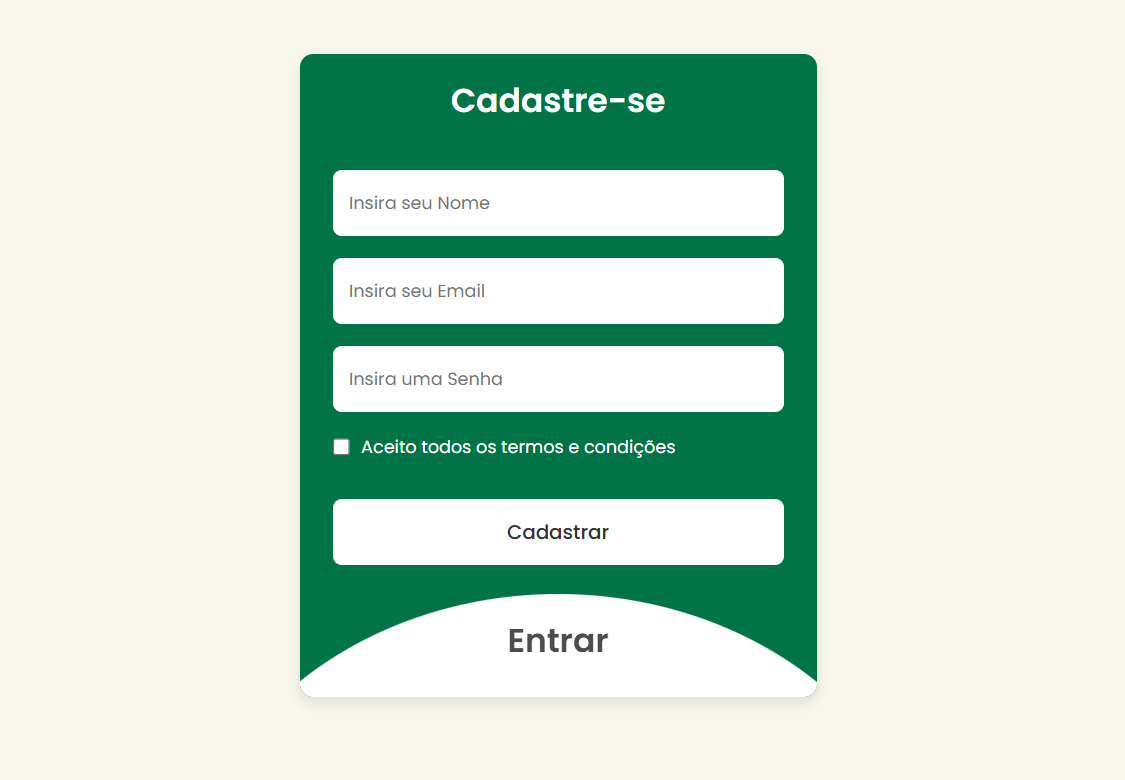 Cadastre-se
Insira seu Nome
Insira seu Email
Insira uma Senha
Aceito todos os termos e condições
Cadastrar
Entrar